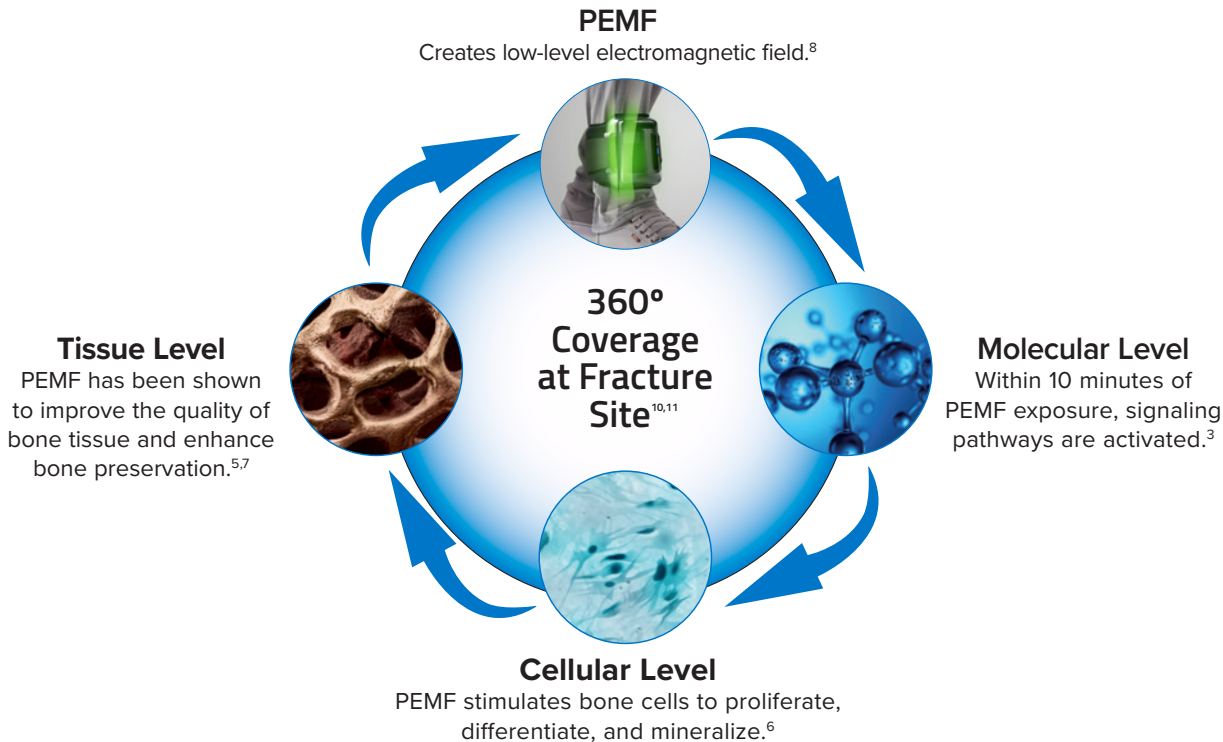 PEMF
Creates low-level electromagnetic field.⁸
360º
Coverage
at Fracture
Site¹⁰,¹¹
Tissue Level
PEMF has been shown
to improve the quality of
bone tissue and enhance
bone preservation.⁵,⁷
Molecular Level
Within 10 minutes of
PEMF exposure, signaling
pathways are activated.³
Cellular Level
PEMF stimulates bone cells to proliferate,
differentiate, and mineralize.⁶